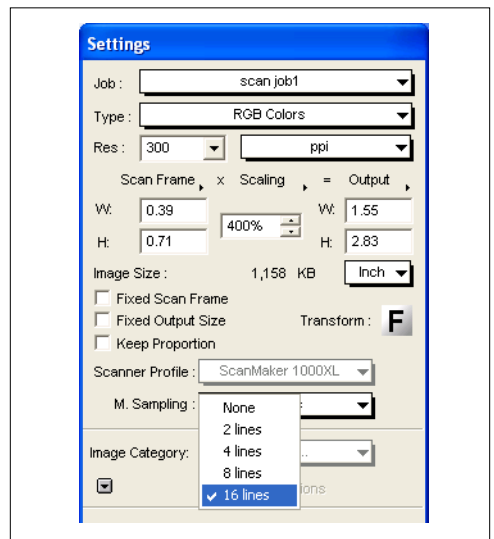 Settings
Job : scan job1
Type : RGB Colors
Res : 300 ppi
Scan Frame x Scaling = Output
W: 0.39 400% W: 1.55
H: 0.71 H: 2.83
Image Size : 1,158 KB Inch
Fixed Scan Frame
Fixed Output Size Transform : F
Keep Proportion
Scanner Profile : ScanMaker 1000XL
M. Sampling :
None
2 lines
Image Category: 4 lines ...
8 lines
16 lines ions